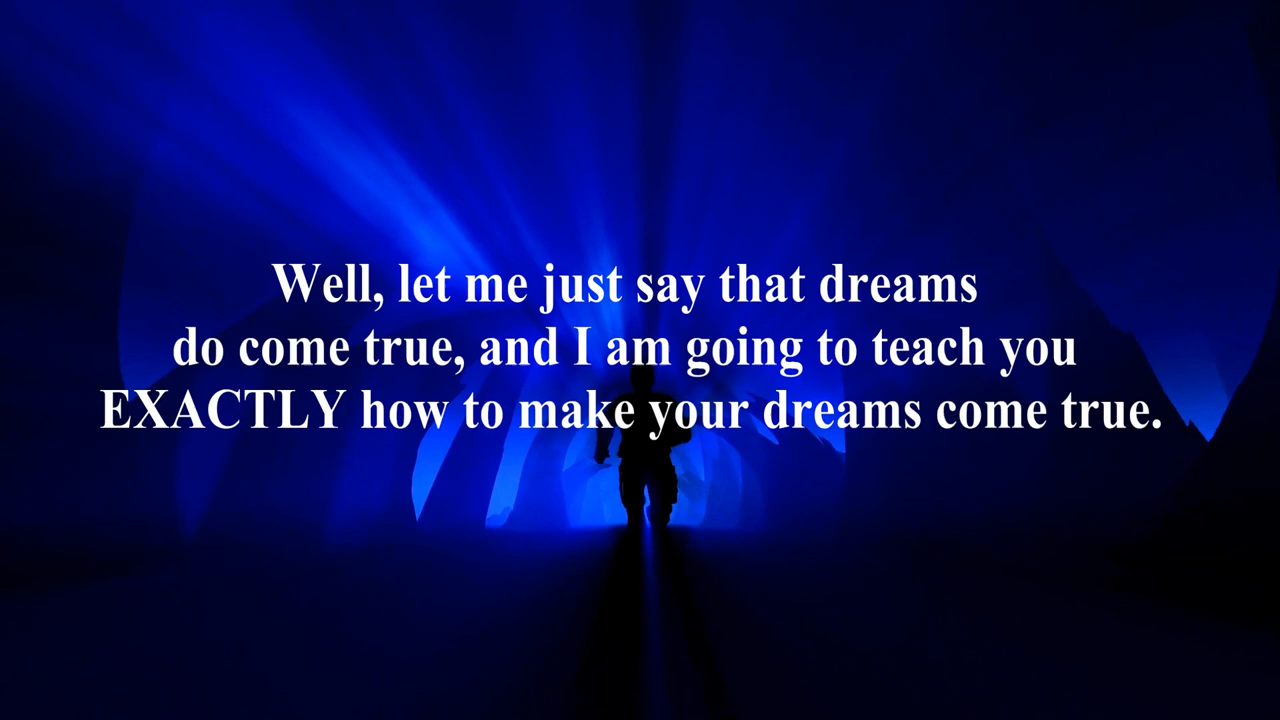 Well, let me just say that dreams
do come true, and I am going to teach you
EXACTLY how to make your dreams come true.